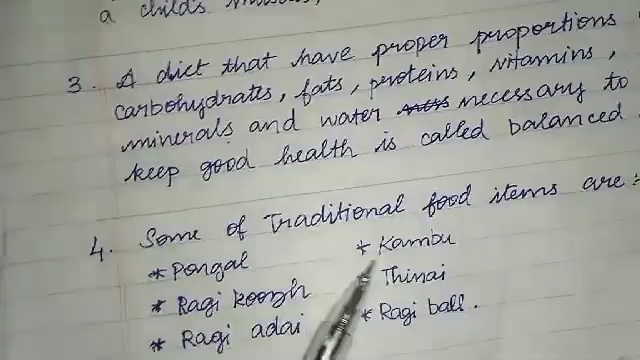 a child's
3. A diet that have proper proportions
carbohydrates, fats, proteins, vitamins,
minerals and water necessary to
keep good health is called balanced
4. Some of Traditional food items are :-
* Pongal * Kambu
* Ragi koozh Thinai
* Ragi adai * Ragi ball.